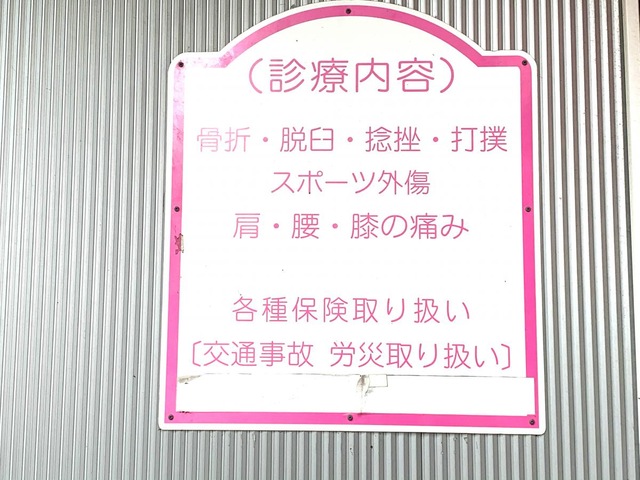 （診療内容）
骨折・脱臼・捻挫・打撲
スポーツ外傷
肩・腰・膝の痛み
各種保険取り扱い
〔交通事故 労災取り扱い〕